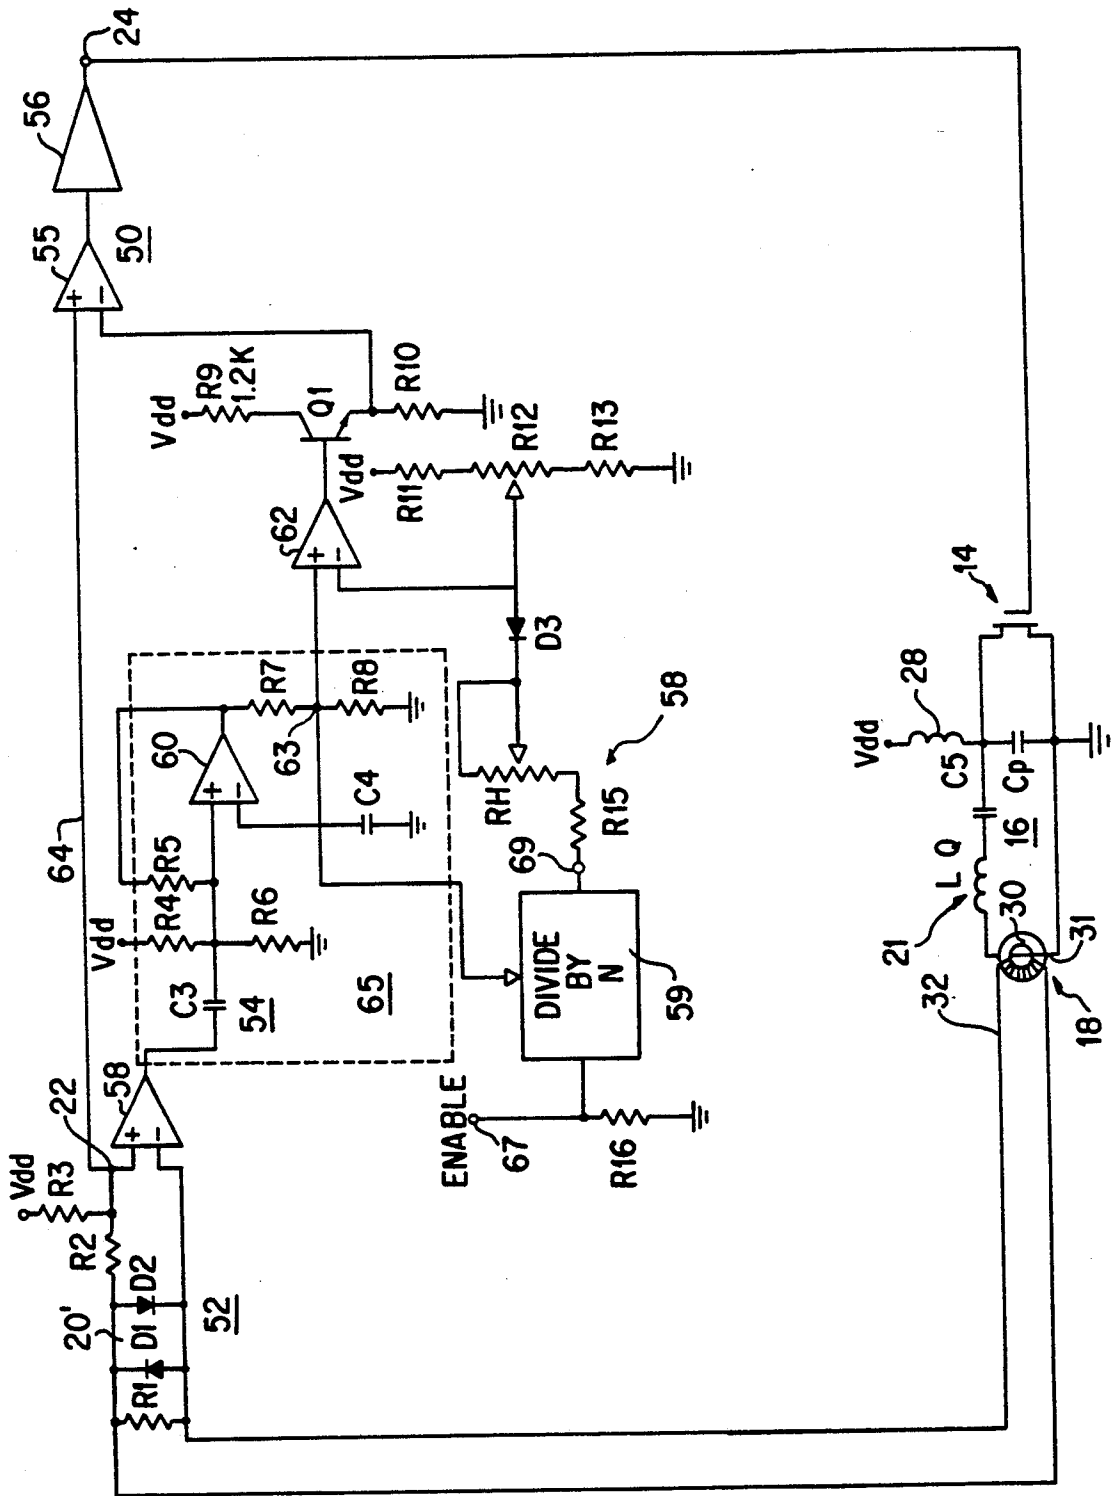 24
56
55
50
R9
1.2K
Vdd
Q1
R10
Vdd
R11
R12
R13
62
+
−
+
−
64
D3
R7
R8
63
60
+
−
C4
R5
R4
Vdd
R6
C3
54
65
RH
R15
58
69
DIVIDE
BY
N
59
ENABLE
67
R16
22
58
+
−
Vdd
R3
R2
D2
D1
20'
R1
52
14
28
Vdd
C5
Cp
16
Q
L
21
30
31
32
18